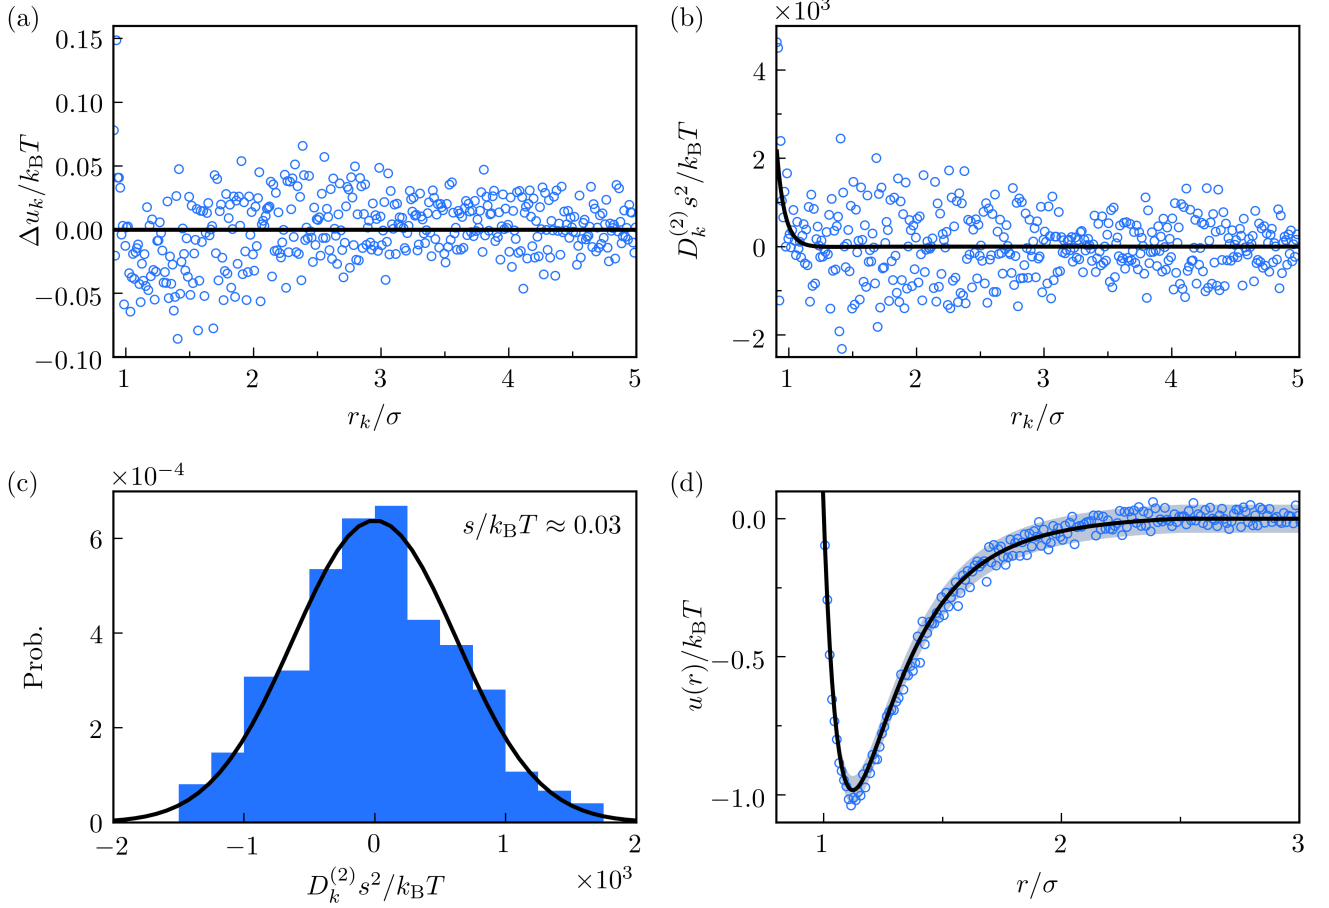 (a)
0.15
0.10
0.05
0.00
−0.05
−0.10
Δu_k/k_BT
1 2 3 4 5
r_k/σ
(b)
×10^3
4
2
0
−2
D_k^(2) s^2/k_BT
1 2 3 4 5
r_k/σ
(c)
×10^−4
s/k_BT ≈ 0.03
6
4
2
0
Prob.
−2 −1 0 1 2
D_k^(2) s^2/k_BT
×10^3
(d)
0.0
−0.5
−1.0
u(r)/k_BT
1 2 3
r/σ